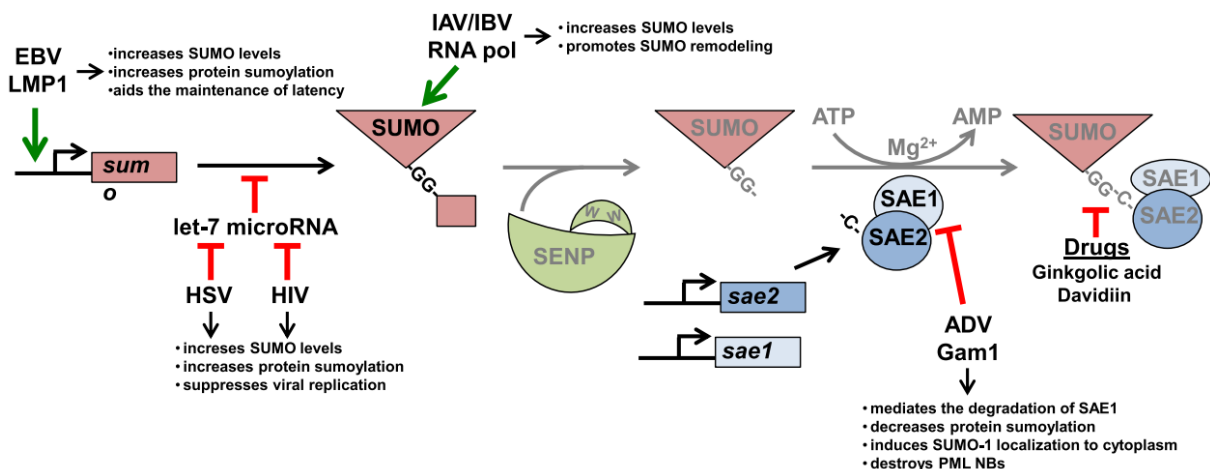 EBV
LMP1
•increases SUMO levels
•increases protein sumoylation
•aids the maintenance of latency
IAV/IBV
RNA pol
•increases SUMO levels
•promotes SUMO remodeling
sum
o
SUMO
-GG-
let-7 microRNA
HSV
HIV
•increses SUMO levels
•increases protein sumoylation
•suppresses viral replication
W W
SENP
SUMO
-GG-
ATP
AMP
Mg2+
-C-
SAE1
SAE2
sae2
sae1
ADV
Gam1
•mediates the degradation of SAE1
•decreases protein sumoylation
•induces SUMO-1 localization to cytoplasm
•destroys PML NBs
SUMO
-GG-C-
SAE1
SAE2
Drugs
Ginkgolic acid
Davidiin